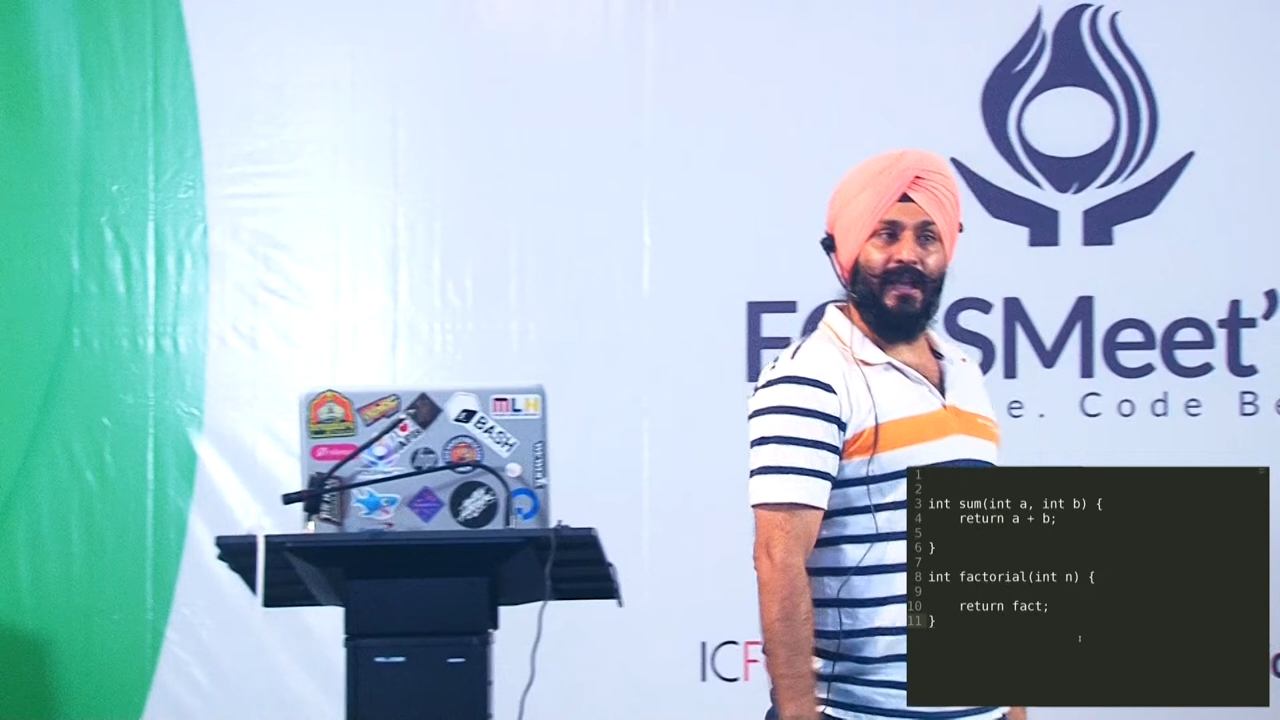 SMeet'
e. Code Be
MLH
BASH
IC
1
2
3 int sum(int a, int b) {
4 return a + b;
5
6 }
7
8 int factorial(int n) {
9
10 return fact;
11 }